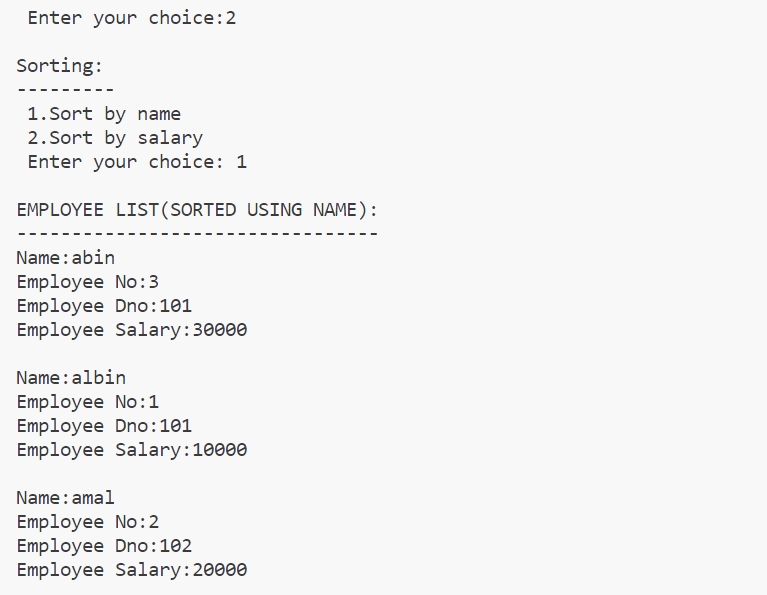 Enter your choice:2
Sorting:
---------
1.Sort by name
2.Sort by salary
Enter your choice: 1
EMPLOYEE LIST(SORTED USING NAME):
---------------------------------
Name:abin
Employee No:3
Employee Dno:101
Employee Salary:30000
Name:albin
Employee No:1
Employee Dno:101
Employee Salary:10000
Name:amal
Employee No:2
Employee Dno:102
Employee Salary:20000